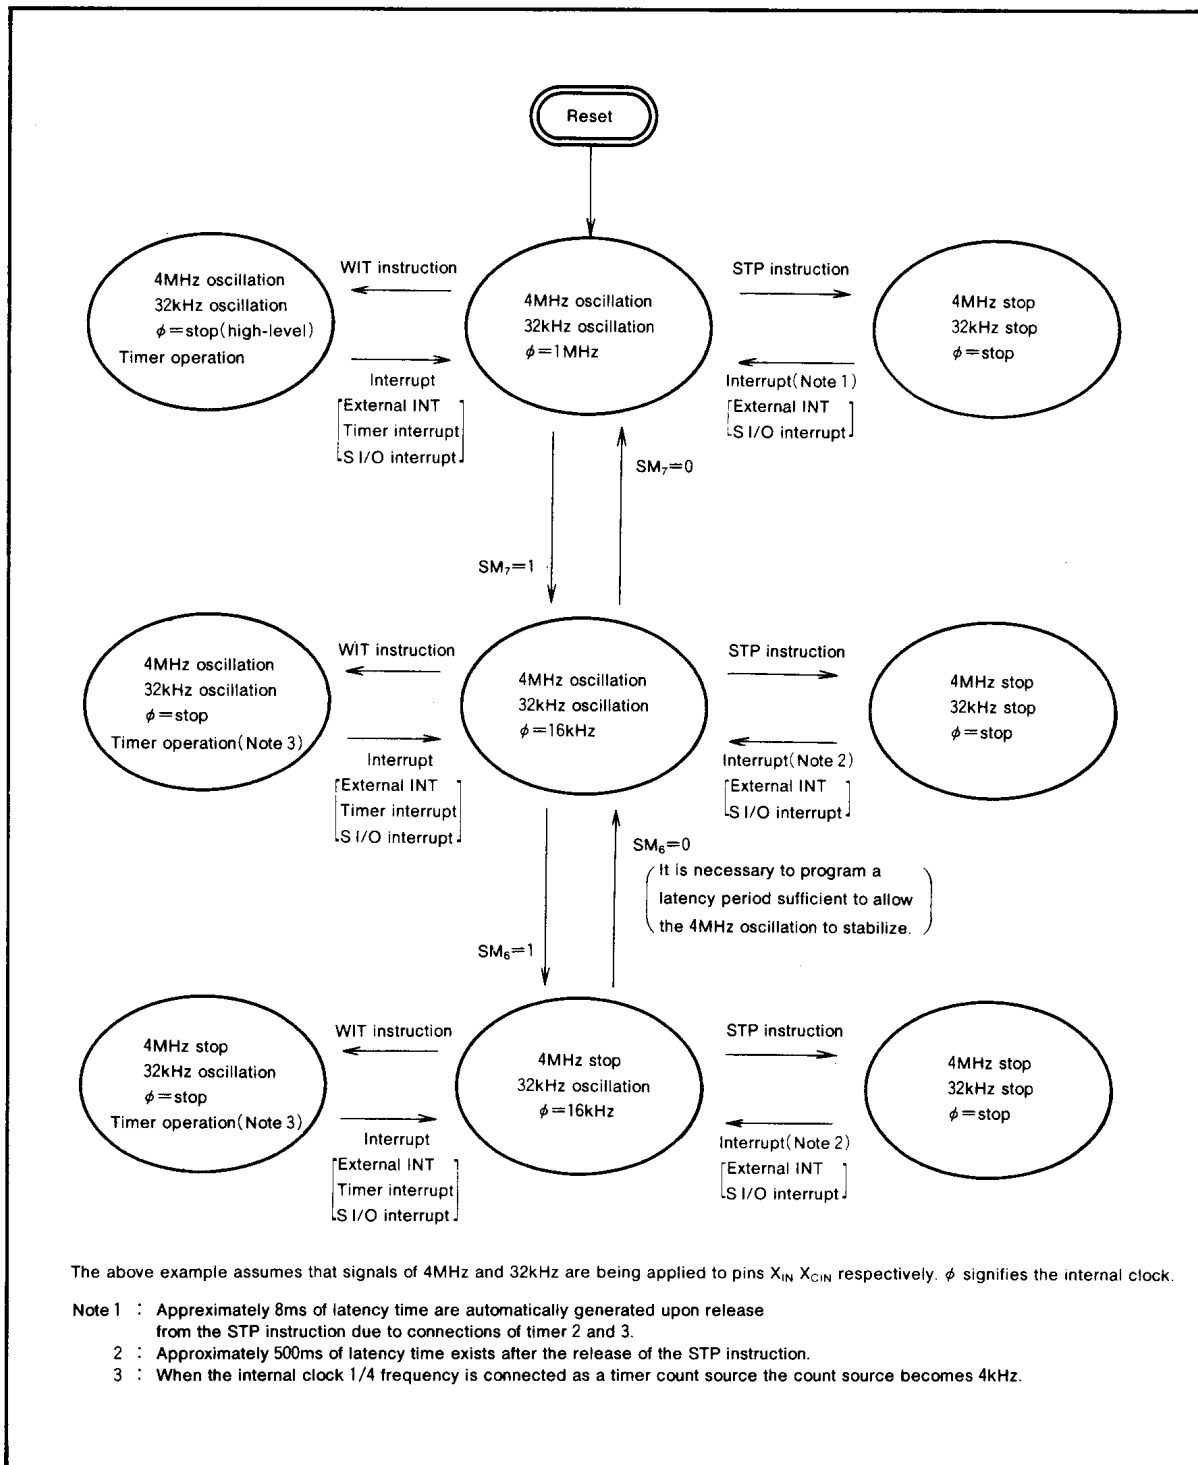 Reset
4MHz oscillation
32kHz oscillation
ϕ=stop(high-level)
Timer operation
WIT instruction
Interrupt
External INT
Timer interrupt
S I/O interrupt
4MHz oscillation
32kHz oscillation
ϕ=1MHz
STP instruction
Interrupt(Note 1)
External INT
S I/O interrupt
4MHz stop
32kHz stop
ϕ=stop
SM₇=1
SM₇=0
4MHz oscillation
32kHz oscillation
ϕ=stop
Timer operation(Note 3)
WIT instruction
Interrupt
External INT
Timer interrupt
S I/O interrupt
4MHz oscillation
32kHz oscillation
ϕ=16kHz
STP instruction
Interrupt(Note 2)
External INT
S I/O interrupt
4MHz stop
32kHz stop
ϕ=stop
SM₆=1
SM₆=0
(It is necessary to program a
latency period sufficient to allow
the 4MHz oscillation to stabilize.)
4MHz stop
32kHz oscillation
ϕ=stop
Timer operation(Note 3)
WIT instruction
Interrupt
External INT
Timer interrupt
S I/O interrupt
4MHz stop
32kHz oscillation
ϕ=16kHz
STP instruction
Interrupt(Note 2)
External INT
S I/O interrupt
4MHz stop
32kHz stop
ϕ=stop
The above example assumes that signals of 4MHz and 32kHz are being applied to pins X_IN X_CIN respectively. ϕ signifies the internal clock.
Note 1 : Appreximately 8ms of latency time are automatically generated upon release
from the STP instruction due to connections of timer 2 and 3.
2 : Approximately 500ms of latency time exists after the release of the STP instruction.
3 : When the internal clock 1/4 frequency is connected as a timer count source the count source becomes 4kHz.